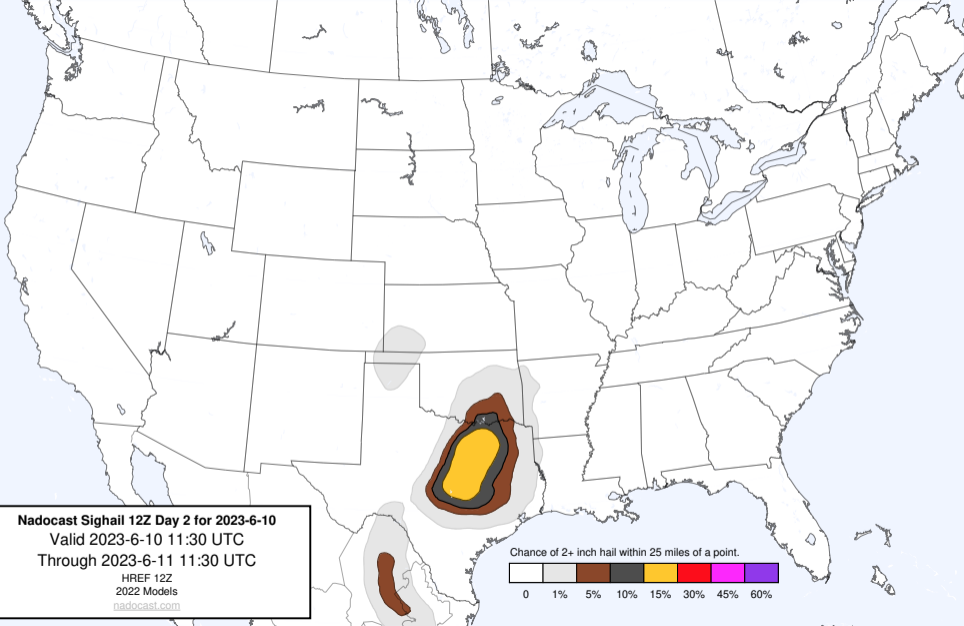 Nadocast Sighail 12Z Day 2 for 2023-6-10
Valid 2023-6-10 11:30 UTC
Through 2023-6-11 11:30 UTC
HREF 12Z
2022 Models
nadocast.com
Chance of 2+ inch hail within 25 miles of a point.
0 1% 5% 10% 15% 30% 45% 60%